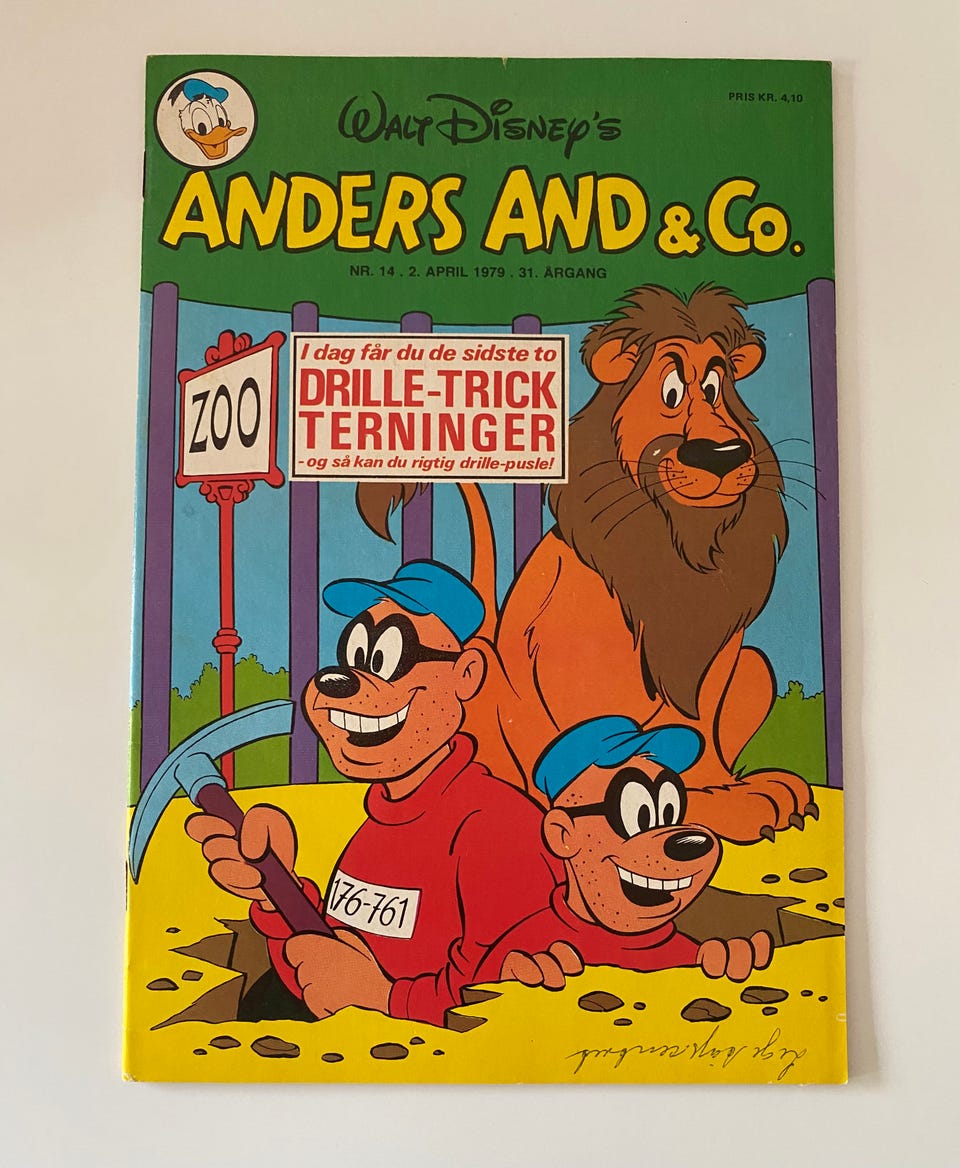 PRIS KR. 4,10
WALT DISNEY'S
ANDERS AND & Co.
NR. 14 . 2. APRIL 1979 . 31. ÅRGANG
ZOO
I dag får du de sidste to
DRILLE-TRICK
TERNINGER
- og så kan du rigtig drille-pusle!
176-761